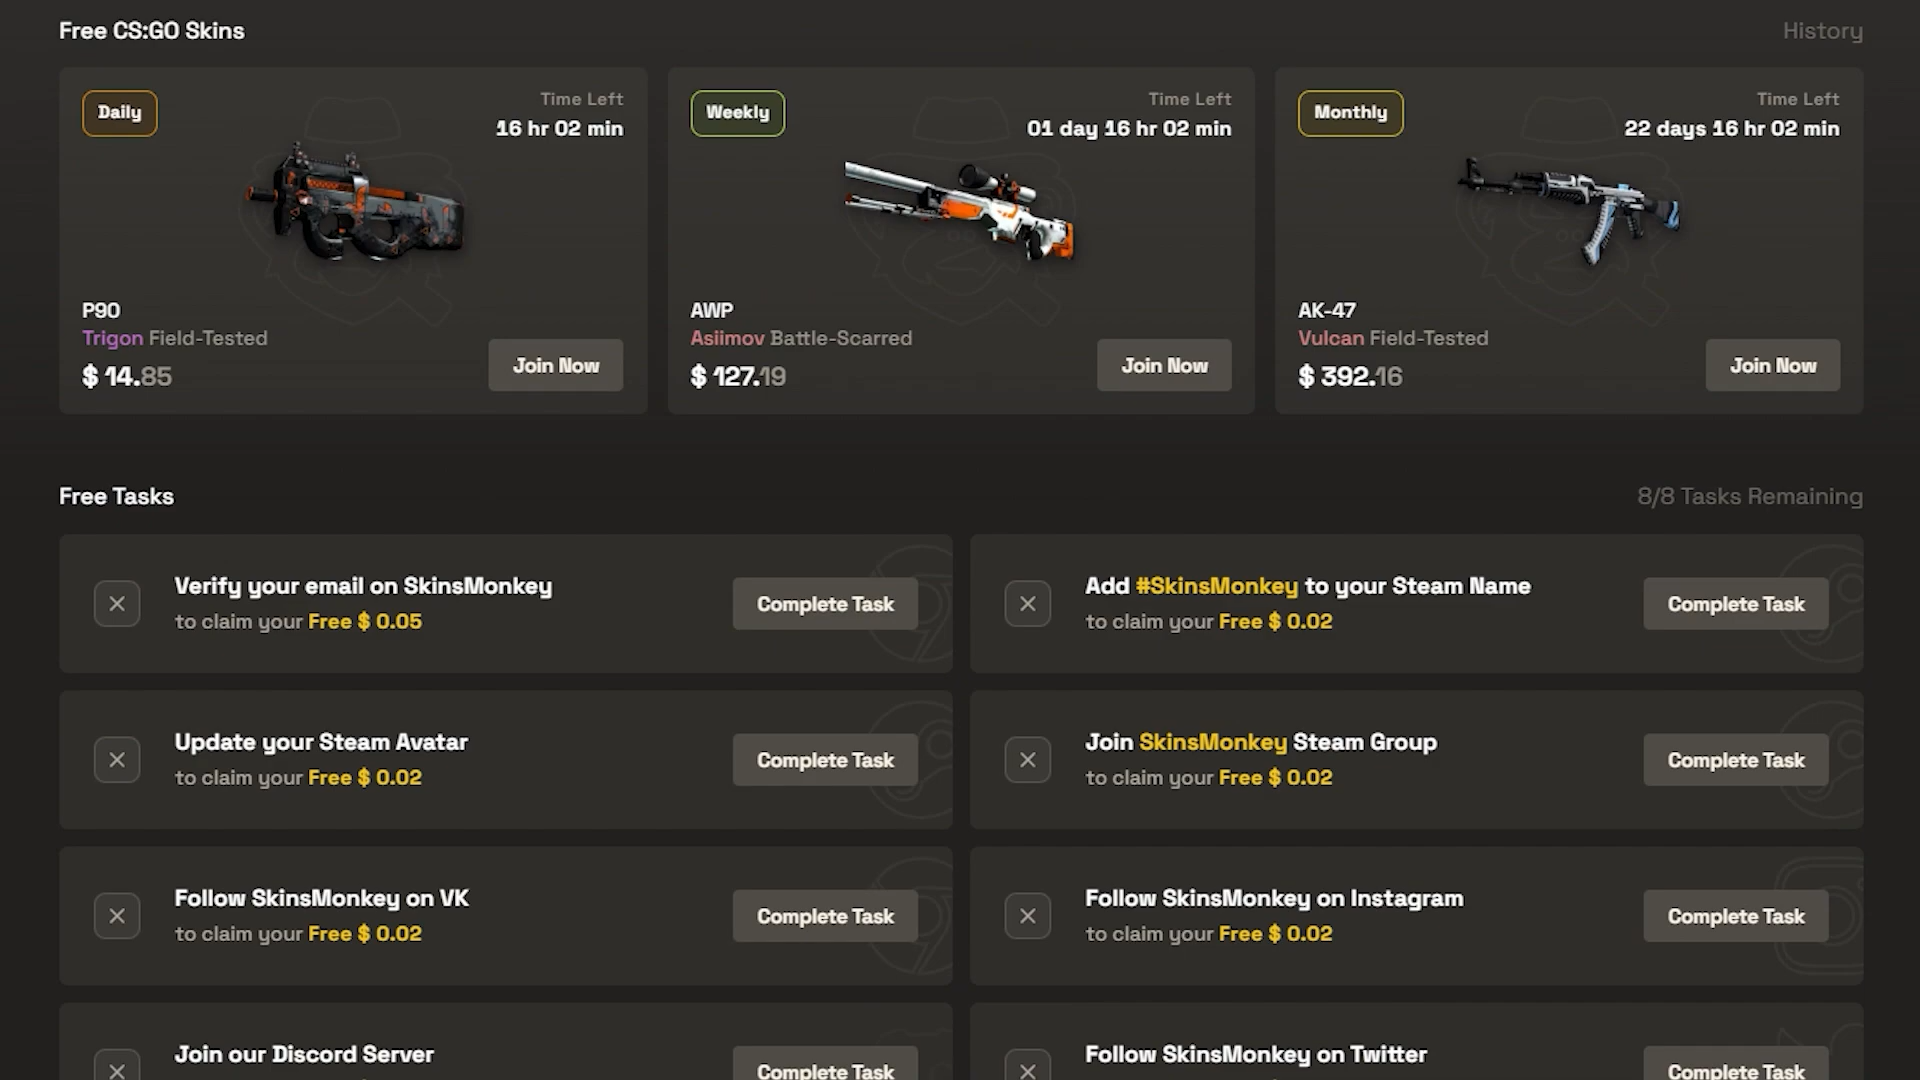 Free CS:GO Skins
History
Daily
Time Left
16 hr 02 min
P90
Trigon Field-Tested
$ 14.85
Join Now
Weekly
Time Left
01 day 16 hr 02 min
AWP
Asiimov Battle-Scarred
$ 127.19
Join Now
Monthly
Time Left
22 days 16 hr 02 min
AK-47
Vulcan Field-Tested
$ 392.16
Join Now
Free Tasks
8/8 Tasks Remaining
Verify your email on SkinsMonkey
to claim your Free $ 0.05
Complete Task
Add #SkinsMonkey to your Steam Name
to claim your Free $ 0.02
Complete Task
Update your Steam Avatar
to claim your Free $ 0.02
Complete Task
Join SkinsMonkey Steam Group
to claim your Free $ 0.02
Complete Task
Follow SkinsMonkey on VK
to claim your Free $ 0.02
Complete Task
Follow SkinsMonkey on Instagram
to claim your Free $ 0.02
Complete Task
Join our Discord Server
Complete Task
Follow SkinsMonkey on Twitter
Complete Task